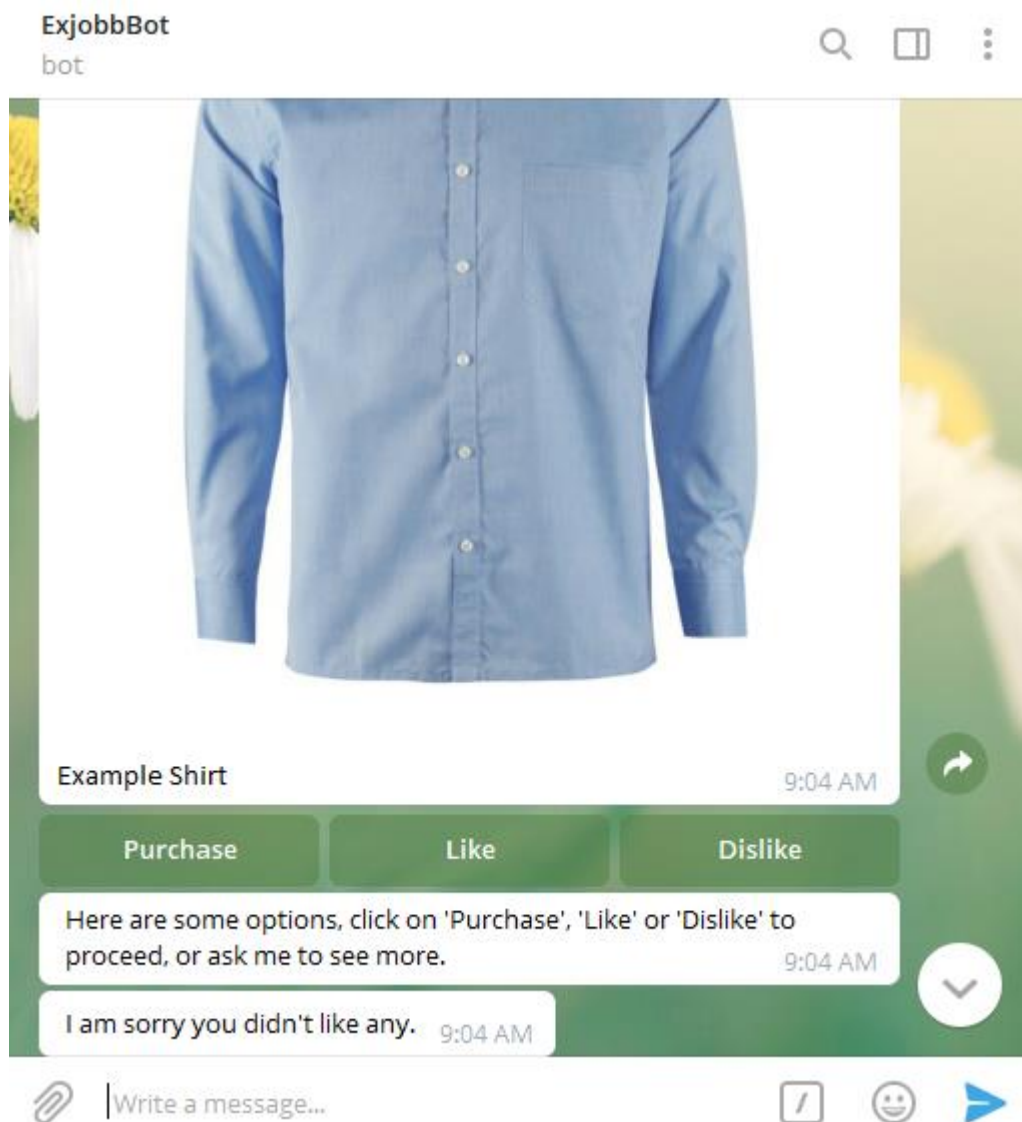 ExjobbBot
bot
Example Shirt
9:04 AM
Purchase Like Dislike
Here are some options, click on 'Purchase', 'Like' or 'Dislike' to
proceed, or ask me to see more.
9:04 AM
I am sorry you didn't like any. 9:04 AM
Write a message...